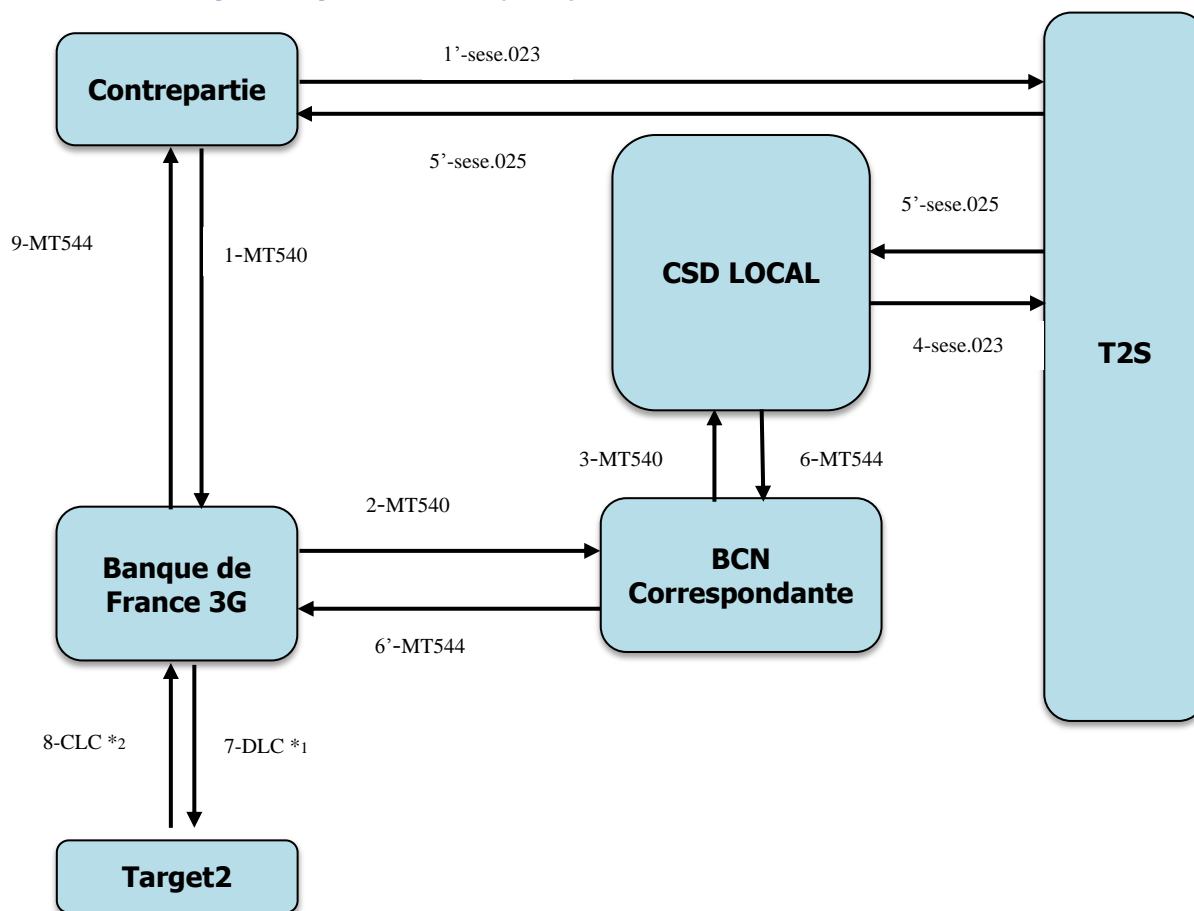 1’-sese.023
Contrepartie
5’-sese.025
5’-sese.025
9-MT544
1-MT540
CSD LOCAL
4-sese.023
T2S
3-MT540
6-MT544
2-MT540
Banque de
France 3G
BCN
Correspondante
6’-MT544
8-CLC *2
7-DLC *1
Target2